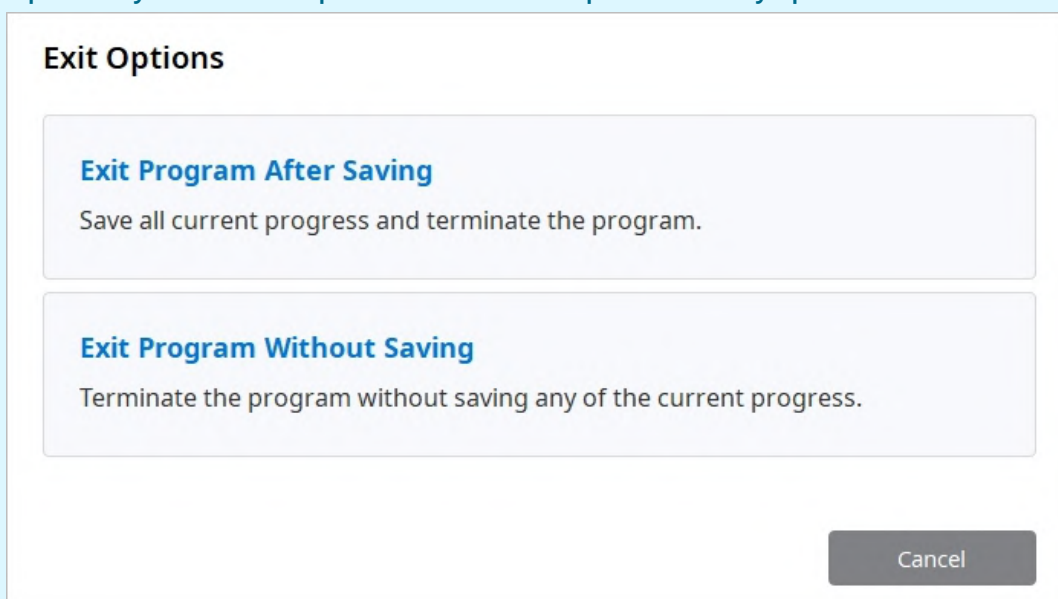 Exit Options
Exit Program After Saving
Save all current progress and terminate the program.
Exit Program Without Saving
Terminate the program without saving any of the current progress.
Cancel